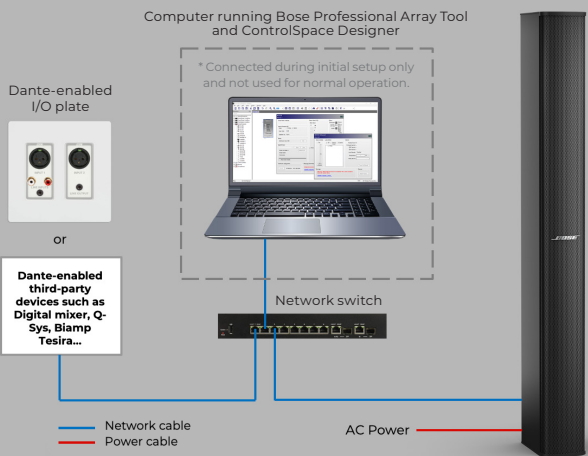 Computer running Bose Professional Array Tool
and ControlSpace Designer
* Connected during initial setup only
and not used for normal operation.
Dante-enabled
I/O plate
or
Dante-enabled
third-party
devices such as
Digital mixer, Q-
Sys, Biamp
Tesira...
Network switch
BOSE
Network cable
Power cable
AC Power